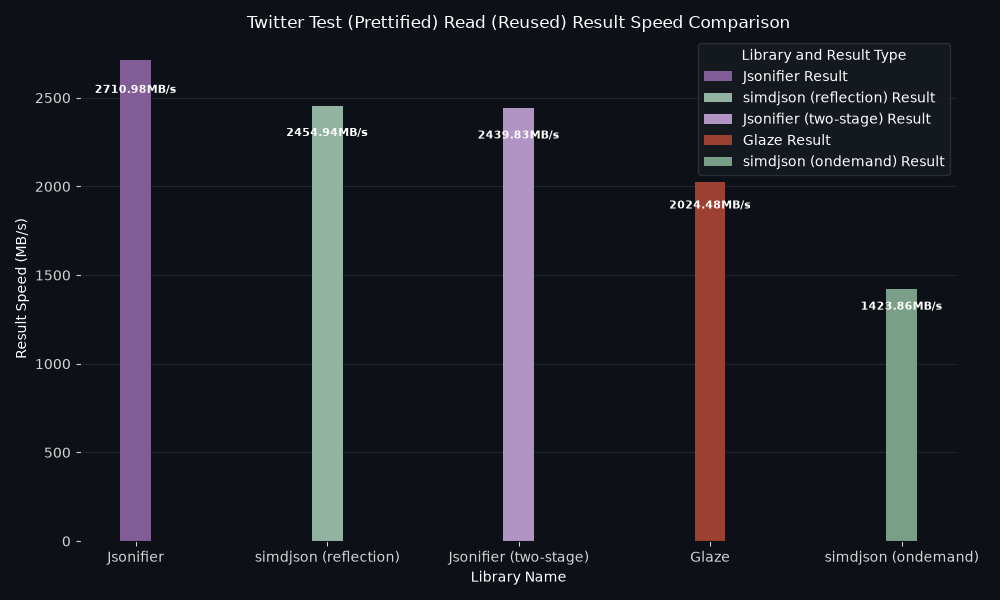 Twitter Test (Prettified) Read (Reused) Result Speed Comparison
Library and Result Type
Jsonifier Result
simdjson (reflection) Result
Jsonifier (two-stage) Result
Glaze Result
simdjson (ondemand) Result
2710.98MB/s
2454.94MB/s
2439.83MB/s
2024.48MB/s
1423.86MB/s
Result Speed (MB/s)
2500
2000
1500
1000
500
0
Jsonifier
simdjson (reflection)
Jsonifier (two-stage)
Glaze
simdjson (ondemand)
Library Name